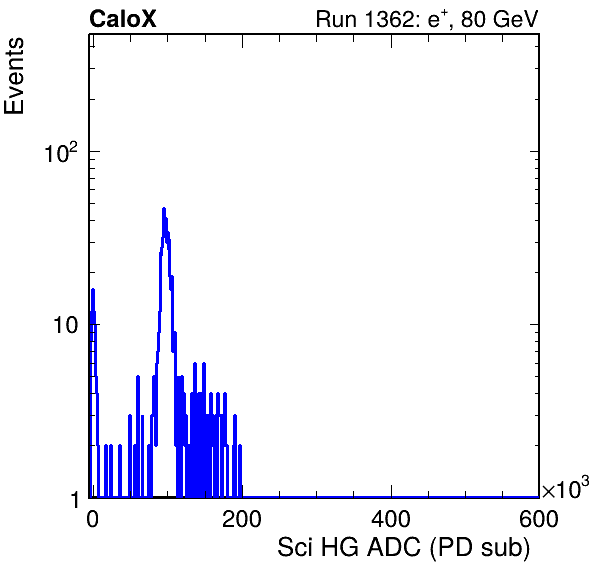 CaloX Run 1362: e⁺, 80 GeV
Events
10²
10
1
0 200 400 600
×10³
Sci HG ADC (PD sub)